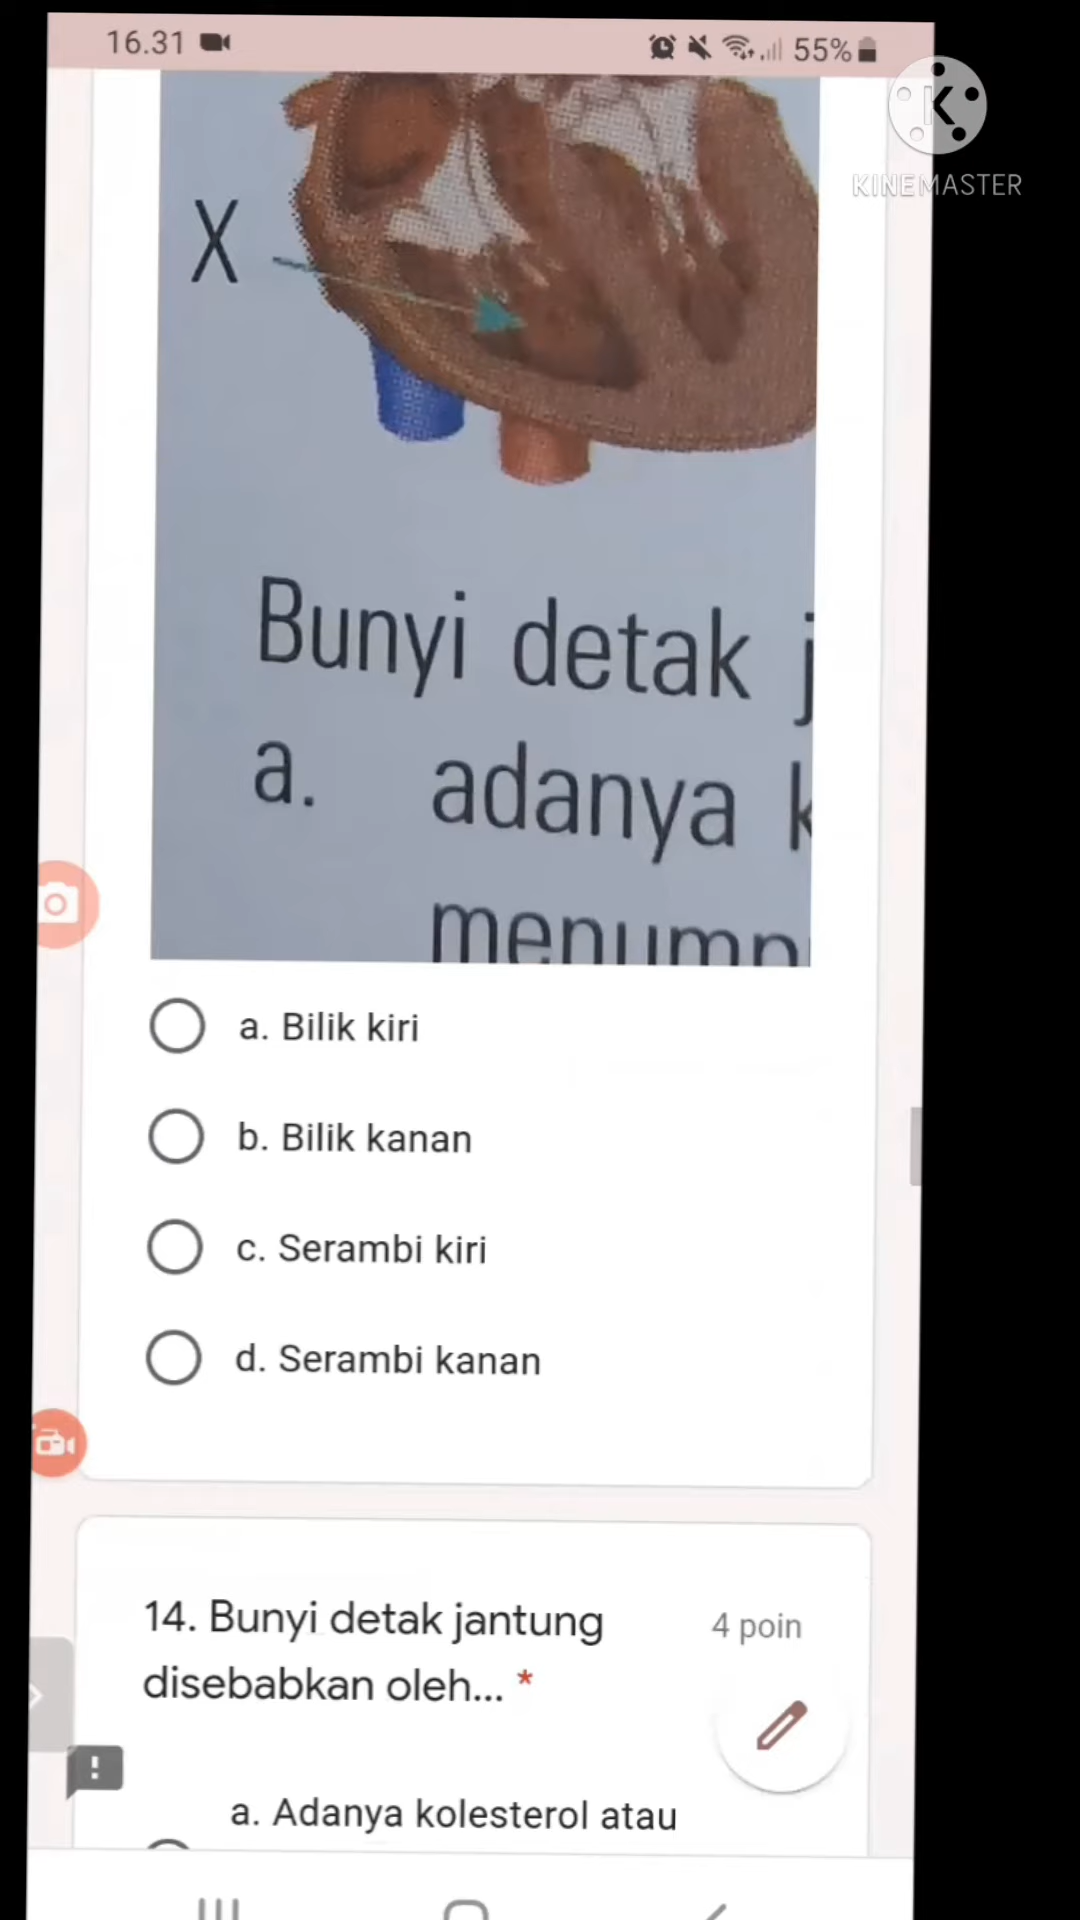 16.31
55%
K
KINEMASTER
X
Bunyi detak j
a. adanya k
menump
a. Bilik kiri
b. Bilik kanan
c. Serambi kiri
d. Serambi kanan
14. Bunyi detak jantung
4 poin
disebabkan oleh... *
a. Adanya kolesterol atau